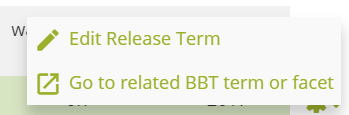 Edit Release Term
Go to related BBT term or facet